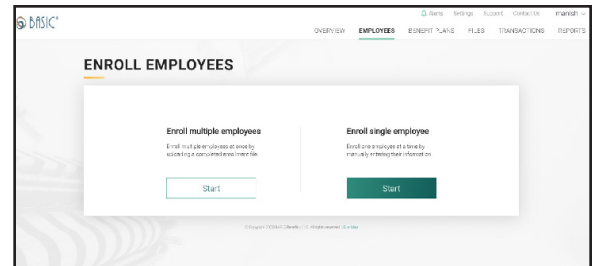 BASIC
Alerts Settings Support Contact Us manish
OVERVIEW EMPLOYEES BENEFIT PLANS FILES TRANSACTIONS REPORTS
ENROLL EMPLOYEES
Enroll multiple employees
Enroll multiple employees at once by
uploading a completed enrollment file.
Start
Enroll single employee
Enroll one employee at a time by
manually entering their information
Start